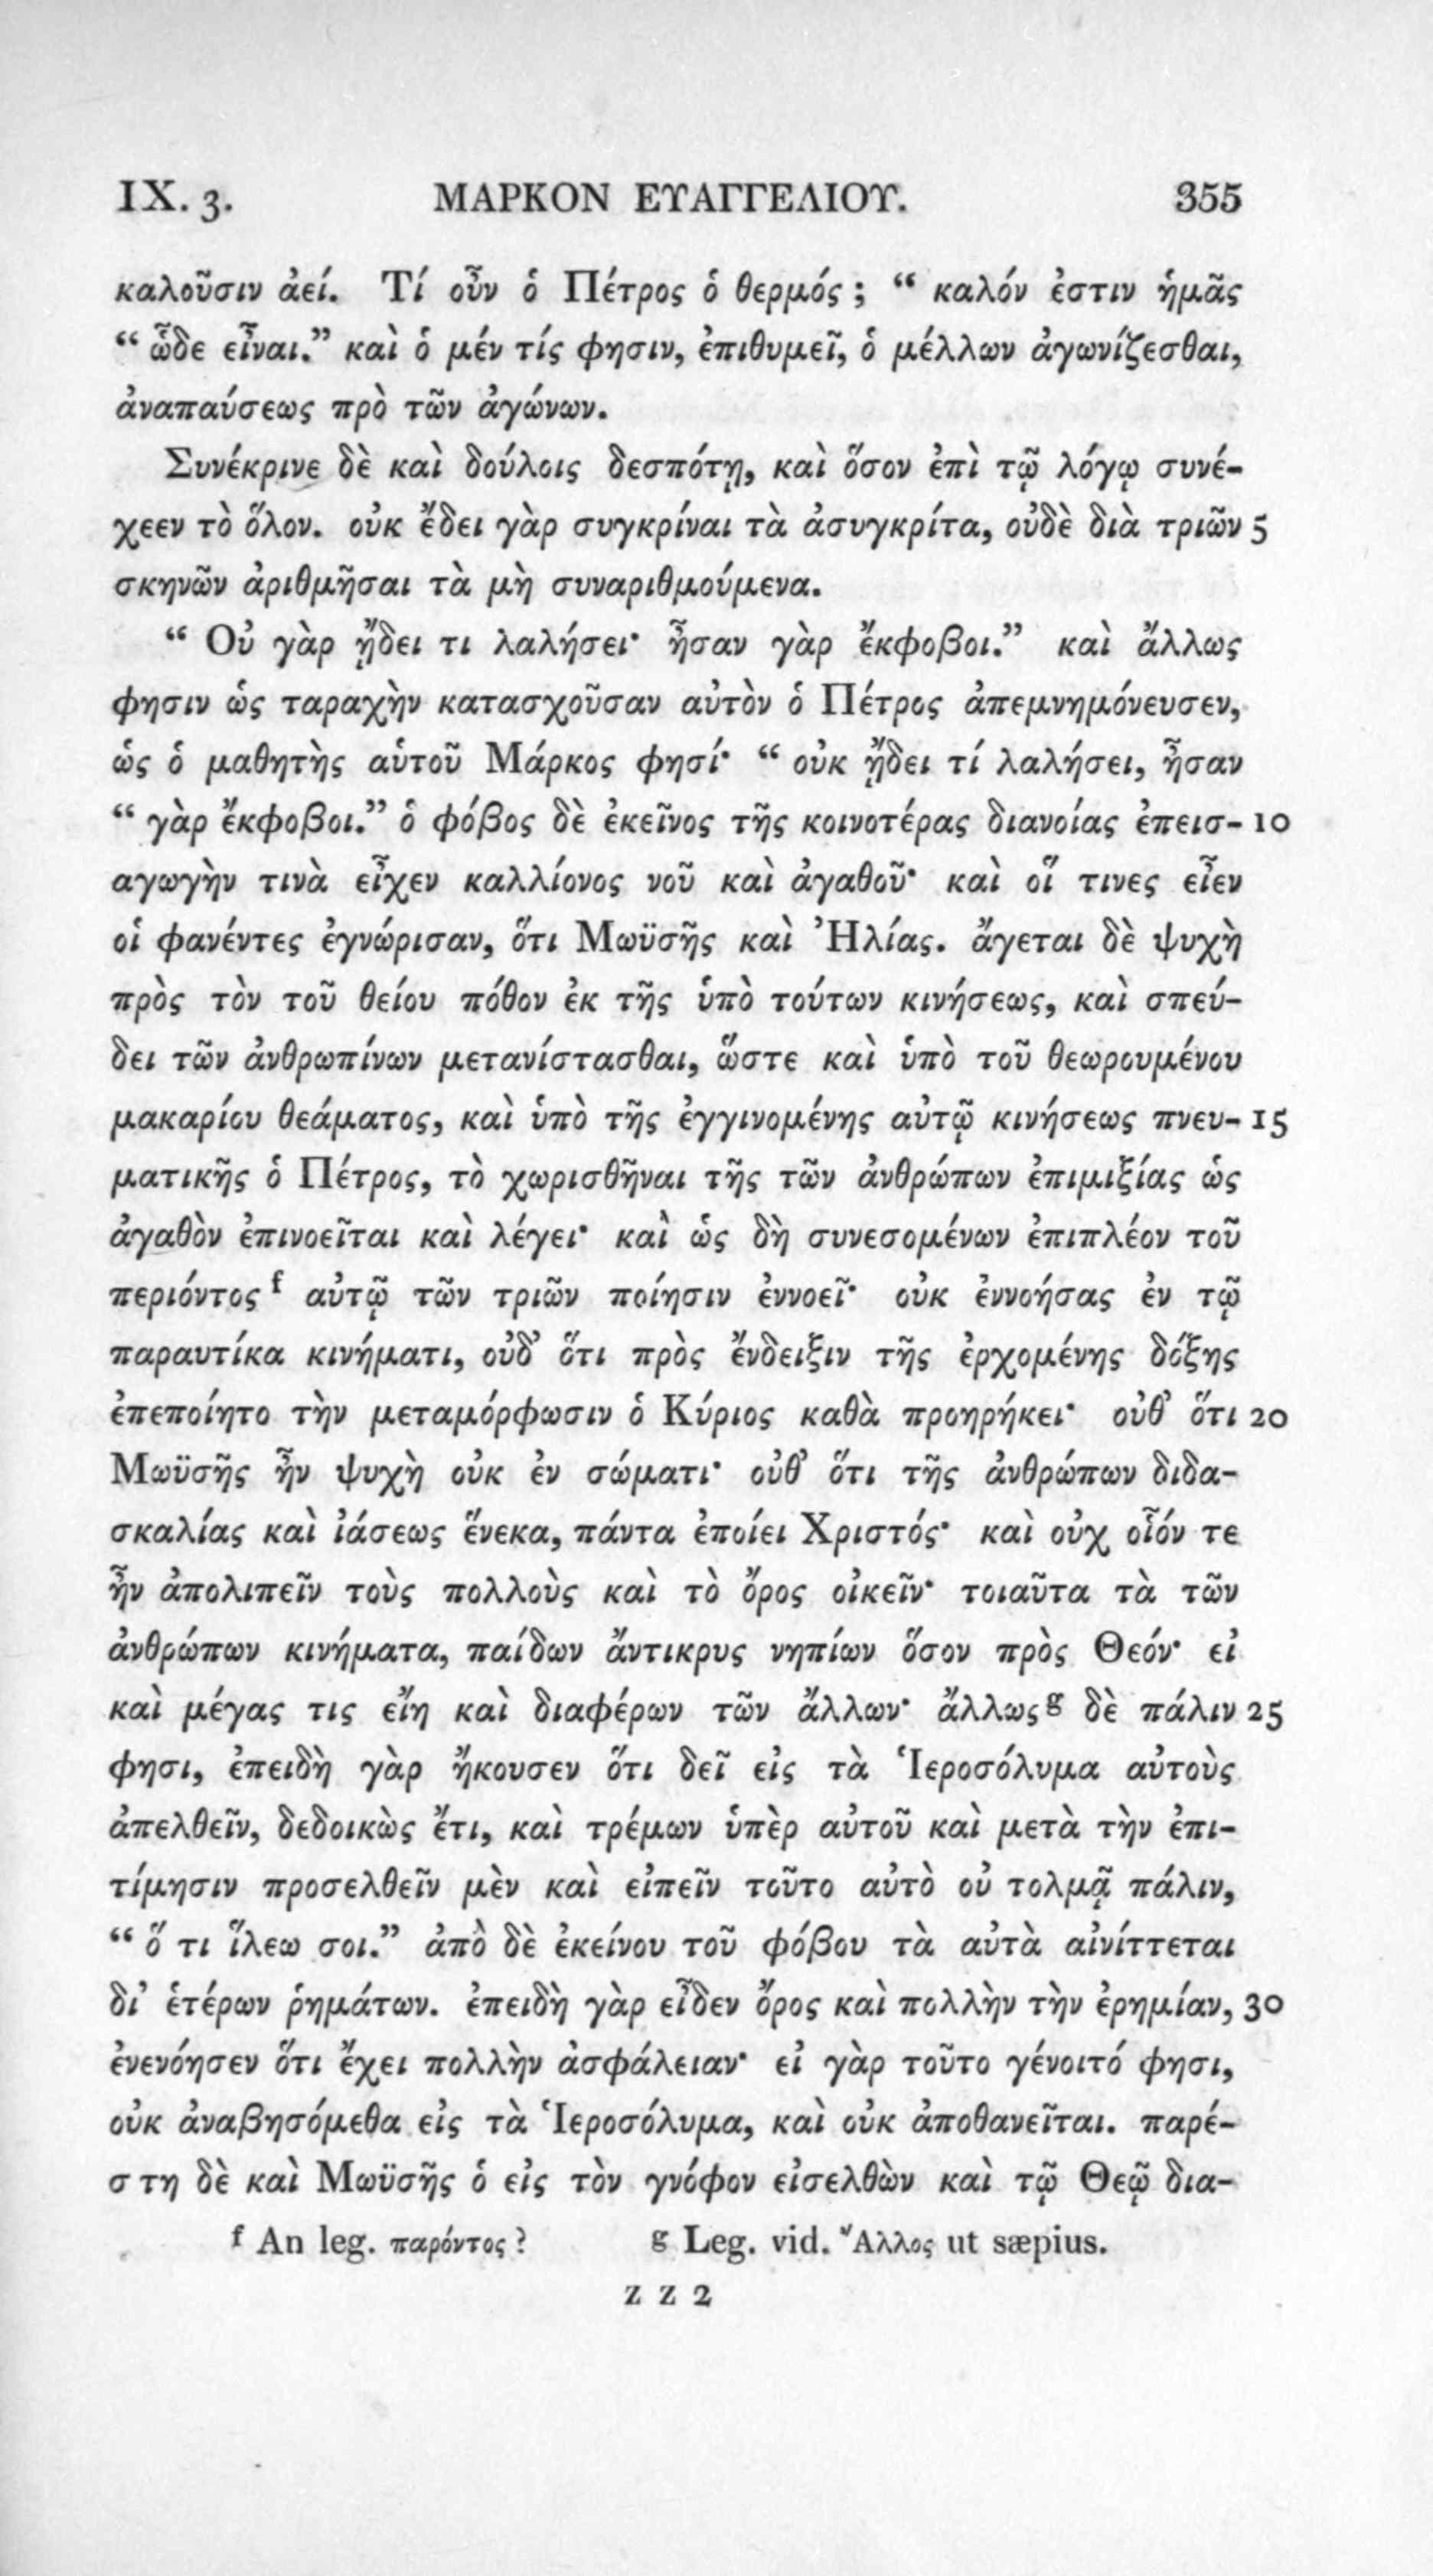 IX. 3. ΜΑΡΚΟΝ ΕΥΑΓΓΕΛΙΟΥ. 355
καλοῦσιν ἀεί. Τί οὖν ὁ Πέτρος ὁ θερμός; “ καλόν ἐστιν ἡμᾶς
“ ὧδε εἶναι.” καὶ ὁ μέν τίς φησιν, ἐπιθυμεῖ, ὁ μέλλων ἀγωνίζεσθαι,
ἀναπαύσεως πρὸ τῶν ἀγώνων.
Συνέκρινε δὲ καὶ δούλοις δεσπότῃ, καὶ ὅσον ἐπὶ τῷ λόγῳ συνέ-
χεεν τὸ ὅλον. οὐκ ἔδει γὰρ συγκρίναι τὰ ἀσυγκρίτα, οὐδὲ διὰ τριῶν 5
σκηνῶν ἀριθμῆσαι τὰ μὴ συναριθμούμενα.
“ Οὐ γὰρ ᾔδει τι λαλήσει· ἦσαν γὰρ ἔκφοβοι.” καὶ ἄλλως
φησιν ὡς ταραχὴν κατασχοῦσαν αὐτὸν ὁ Πέτρος ἀπεμνημόνευσεν,
ὡς ὁ μαθητὴς αὑτοῦ Μάρκος φησί· “ οὐκ ᾔδει τί λαλήσει, ἦσαν
“ γὰρ ἔκφοβοι.” ὁ φόβος δὲ ἐκεῖνος τῆς κοινοτέρας διανοίας ἐπεισ- 10
αγωγὴν τινὰ εἶχεν καλλίονος νοῦ καὶ ἀγαθοῦ· καὶ οἵ τινες εἶεν
οἱ φανέντες ἐγνώρισαν, ὅτι Μωϋσῆς καὶ Ἠλίας. ἄγεται δὲ ψυχὴ
πρὸς τὸν τοῦ θείου πόθον ἐκ τῆς ὑπὸ τούτων κινήσεως, καὶ σπεύ-
δει τῶν ἀνθρωπίνων μετανίστασθαι, ὥστε καὶ ὑπὸ τοῦ θεωρουμένου
μακαρίου θεάματος, καὶ ὑπὸ τῆς ἐγγινομένης αὐτῷ κινήσεως πνευ- 15
ματικῆς ὁ Πέτρος, τὸ χωρισθῆναι τῆς τῶν ἀνθρώπων ἐπιμιξίας ὡς
ἀγαθὸν ἐπινοεῖται καὶ λέγει· καὶ ὡς δὴ συνεσομένων ἐπιπλέον τοῦ
περιόντος f αὐτῷ τῶν τριῶν ποίησιν ἐννοεῖ· οὐκ ἐννοήσας ἐν τῷ
παραυτίκα κινήματι, οὐδ’ ὅτι πρὸς ἔνδειξιν τῆς ἐρχομένης δόξης
ἐπεποίητο τὴν μεταμόρφωσιν ὁ Κύριος καθὰ προηρήκει· οὐθ’ ὅτι 20
Μωϋσῆς ἦν ψυχὴ οὐκ ἐν σώματι· οὐθ’ ὅτι τῆς ἀνθρώπων διδα-
σκαλίας καὶ ἰάσεως ἕνεκα, πάντα ἐποίει Χριστός· καὶ οὐχ οἷόν τε
ἦν ἀπολιπεῖν τοὺς πολλοὺς καὶ τὸ ὄρος οἰκεῖν· τοιαῦτα τὰ τῶν
ἀνθρώπων κινήματα, παίδων ἄντικρυς νηπίων ὅσον πρὸς Θεόν· εἰ
καὶ μέγας τις εἴη καὶ διαφέρων τῶν ἄλλων· ἄλλως g δὲ πάλιν 25
φησι, ἐπειδὴ γὰρ ἤκουσεν ὅτι δεῖ εἰς τὰ Ἱεροσόλυμα αὐτοὺς
ἀπελθεῖν, δεδοικὼς ἔτι, καὶ τρέμων ὑπὲρ αὐτοῦ καὶ μετὰ τὴν ἐπι-
τίμησιν προσελθεῖν μὲν καὶ εἰπεῖν τοῦτο αὐτὸ οὐ τολμᾷ πάλιν,
“ ὅ τι ἵλεω σοι.” ἀπὸ δὲ ἐκείνου τοῦ φόβου τὰ αὐτὰ αἰνίττεται
δι’ ἑτέρων ῥημάτων. ἐπειδὴ γὰρ εἶδεν ὄρος καὶ πολλὴν τὴν ἐρημίαν, 30
ἐνενόησεν ὅτι ἔχει πολλὴν ἀσφάλειαν· εἰ γὰρ τοῦτο γένοιτό φησι,
οὐκ ἀναβησόμεθα εἰς τὰ Ἱεροσόλυμα, καὶ οὐκ ἀποθανεῖται. παρέ-
στη δὲ καὶ Μωϋσῆς ὁ εἰς τὸν γνόφον εἰσελθὼν καὶ τῷ Θεῷ δια-
f An leg. παρόντος? g Leg. vid. Ἄλλος ut sæpius.
z z 2